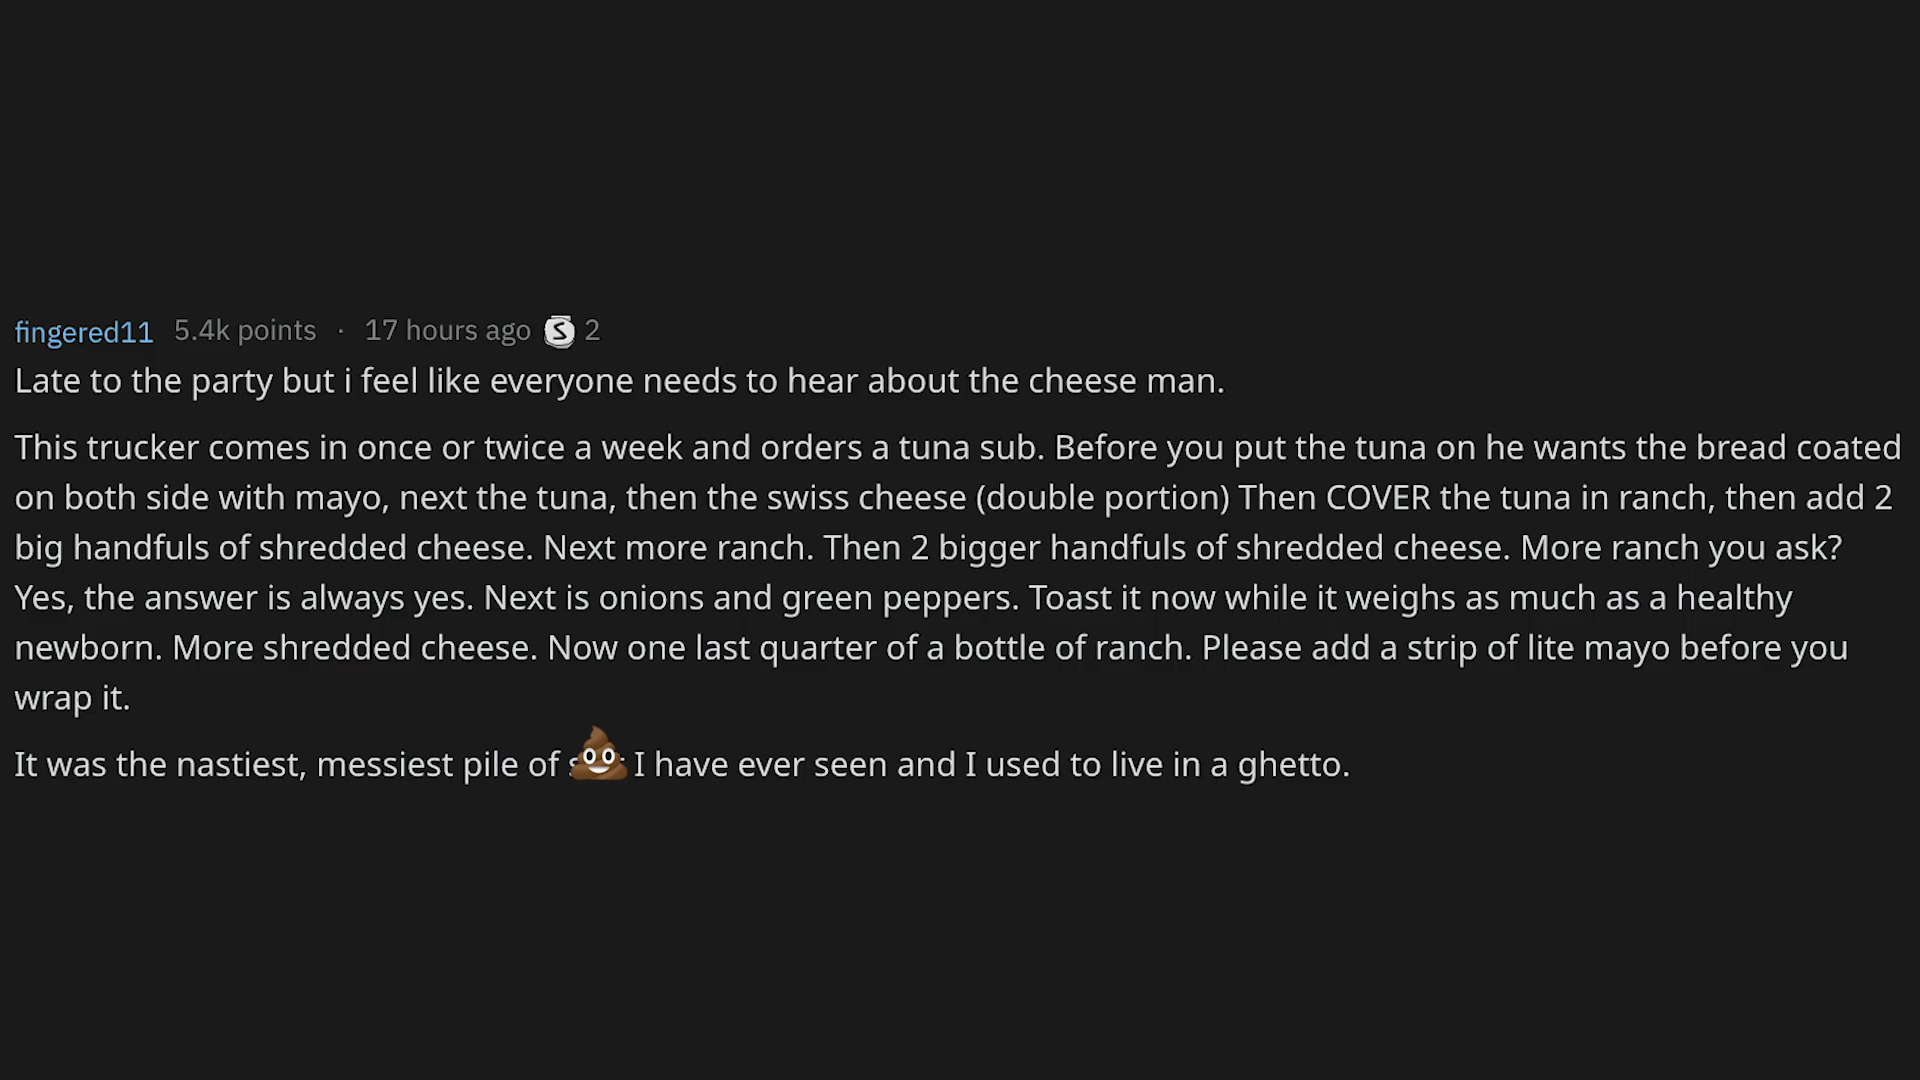 fingered11 5.4k points · 17 hours ago S 2
Late to the party but i feel like everyone needs to hear about the cheese man.
This trucker comes in once or twice a week and orders a tuna sub. Before you put the tuna on he wants the bread coated
on both side with mayo, next the tuna, then the swiss cheese (double portion) Then COVER the tuna in ranch, then add 2
big handfuls of shredded cheese. Next more ranch. Then 2 bigger handfuls of shredded cheese. More ranch you ask?
Yes, the answer is always yes. Next is onions and green peppers. Toast it now while it weighs as much as a healthy
newborn. More shredded cheese. Now one last quarter of a bottle of ranch. Please add a strip of lite mayo before you
wrap it.
It was the nastiest, messiest pile of I have ever seen and I used to live in a ghetto.